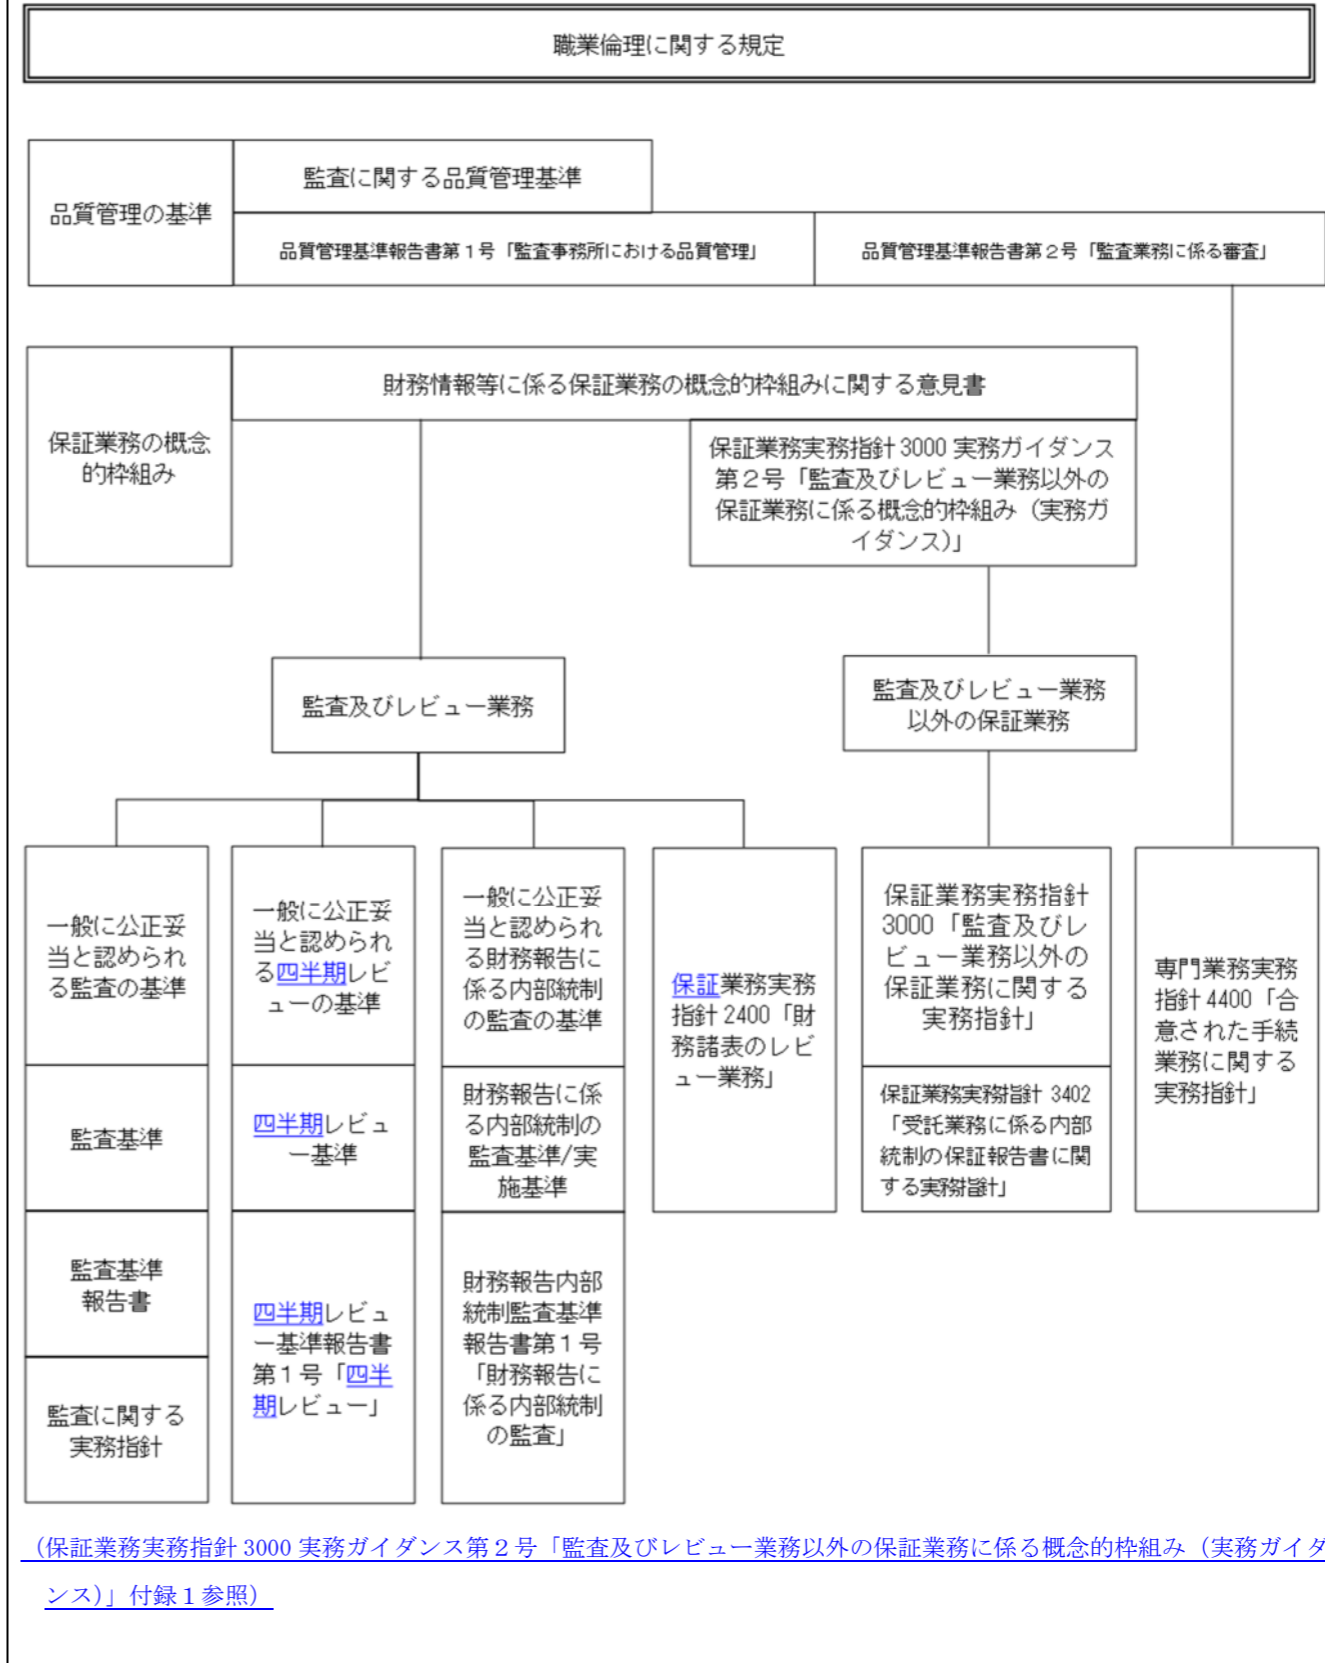 職業倫理に関する規定
品質管理の基準
監査に関する品質管理基準
品質管理基準報告書第１号「監査事務所における品質管理」
品質管理基準報告書第２号「監査業務に係る審査」
保証業務の概念
的枠組み
財務情報等に係る保証業務の概念的枠組みに関する意見書
保証業務実務指針 3000 実務ガイダンス
第２号「監査及びレビュー業務以外の
保証業務に係る概念的枠組み（実務ガ
イダンス）」
監査及びレビュー業務
監査及びレビュー業務
以外の保証業務
一般に公正妥
当と認められ
る監査の基準
監査基準
監査基準
報告書
監査に関する
実務指針
一般に公正妥
当と認められ
る四半期レビ
ューの基準
四半期レビュ
ー基準
四半期レビュ
ー基準報告書
第１号「四半
期レビュー」
一般に公正妥
当と認められ
る財務報告に
係る内部統制
の監査の基準
財務報告に係
る内部統制の
監査基準/実
施基準
財務報告内部
統制監査基準
報告書第１号
「財務報告に
係る内部統制
の監査」
保証業務実務
指針 2400「財
務諸表のレビ
ュー業務」
保証業務実務指針
3000「監査及びレ
ビュー業務以外の
保証業務に関する
実務指針」
保証業務実務指針 3402
「受託業務に係る内部
統制の保証報告書に関
する実務指針」
専門業務実務
指針 4400「合
意された手続
業務に関する
実務指針」
（保証業務実務指針 3000 実務ガイダンス第２号「監査及びレビュー業務以外の保証業務に係る概念的枠組み（実務ガイダ
ンス）」付録１参照）